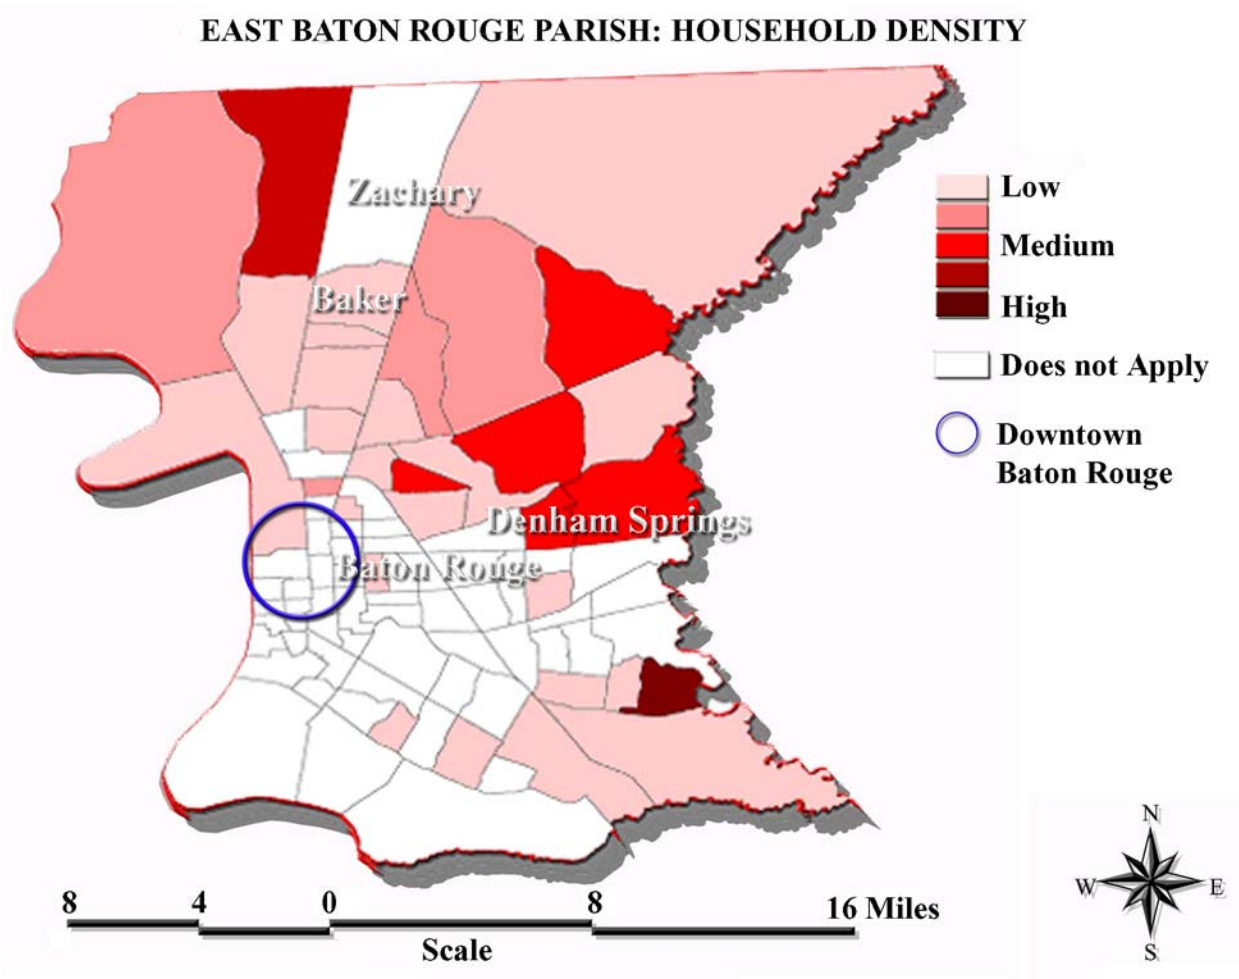 EAST BATON ROUGE PARISH: HOUSEHOLD DENSITY
Zachary
Baker
Denham Springs
Baton Rouge
Low
Medium
High
Does not Apply
Downtown
Baton Rouge
8 4 0 8 16 Miles
Scale
N
W E
S